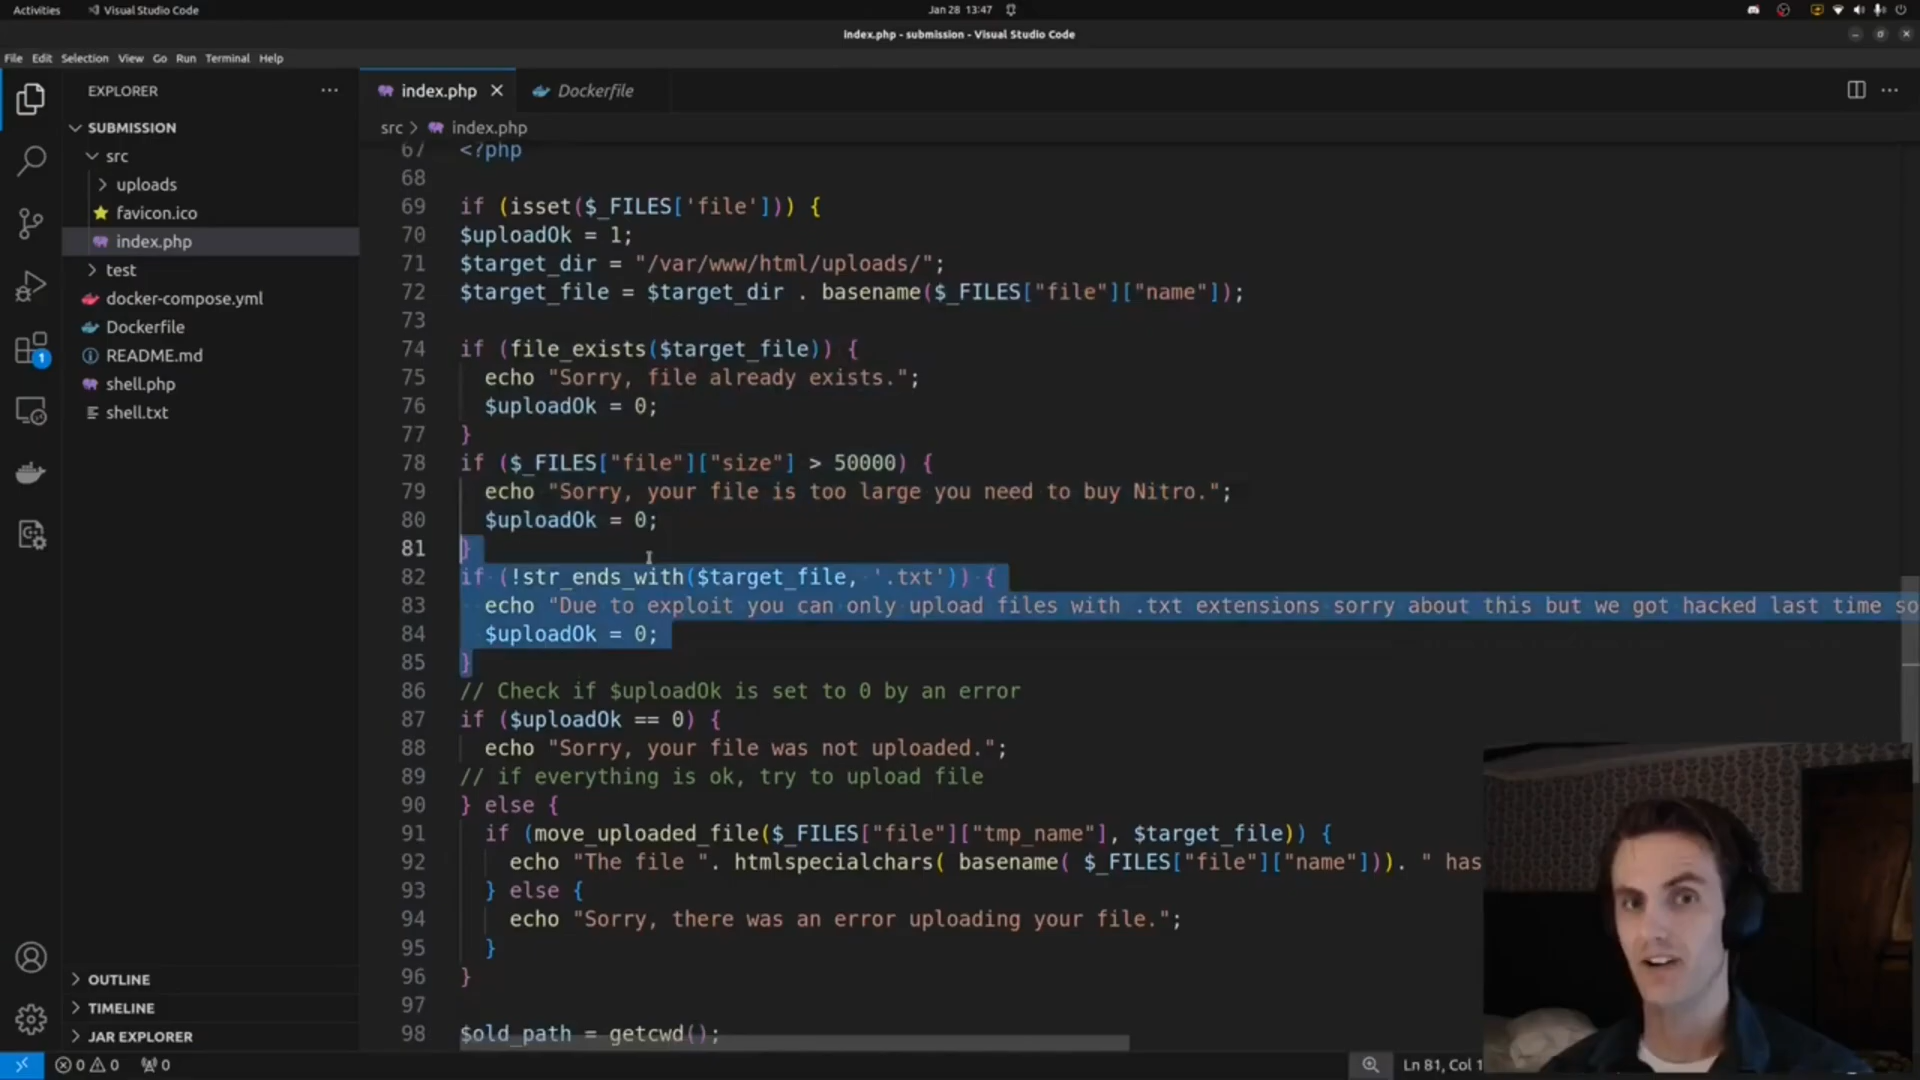 Activities
Visual Studio Code
Jan 28 13:47
index.php - submission - Visual Studio Code
File Edit Selection View Go Run Terminal Help
EXPLORER
SUBMISSION
src
uploads
favicon.ico
index.php
test
docker-compose.yml
Dockerfile
README.md
shell.php
shell.txt
OUTLINE
TIMELINE
JAR EXPLORER
1
index.php
Dockerfile
src > index.php
67 <?php
68
69 if (isset($_FILES['file'])) {
70 $uploadOk = 1;
71 $target_dir = "/var/www/html/uploads/";
72 $target_file = $target_dir . basename($_FILES["file"]["name"]);
73
74 if (file_exists($target_file)) {
75 echo "Sorry, file already exists.";
76 $uploadOk = 0;
77 }
78 if ($_FILES["file"]["size"] > 50000) {
79 echo "Sorry, your file is too large you need to buy Nitro.";
80 $uploadOk = 0;
81 }
82 if (!str_ends_with($target_file, '.txt')) {
83 echo "Due to exploit you can only upload files with .txt extensions sorry about this but we got hacked last time so
84 $uploadOk = 0;
85 }
86 // Check if $uploadOk is set to 0 by an error
87 if ($uploadOk == 0) {
88 echo "Sorry, your file was not uploaded.";
89 // if everything is ok, try to upload file
90 } else {
91 if (move_uploaded_file($_FILES["file"]["tmp_name"], $target_file)) {
92 echo "The file ". htmlspecialchars( basename( $_FILES["file"]["name"])). " has
93 } else {
94 echo "Sorry, there was an error uploading your file.";
95 }
96 }
97
98 $old_path = getcwd();
0 0 0
Ln 81, Col 1